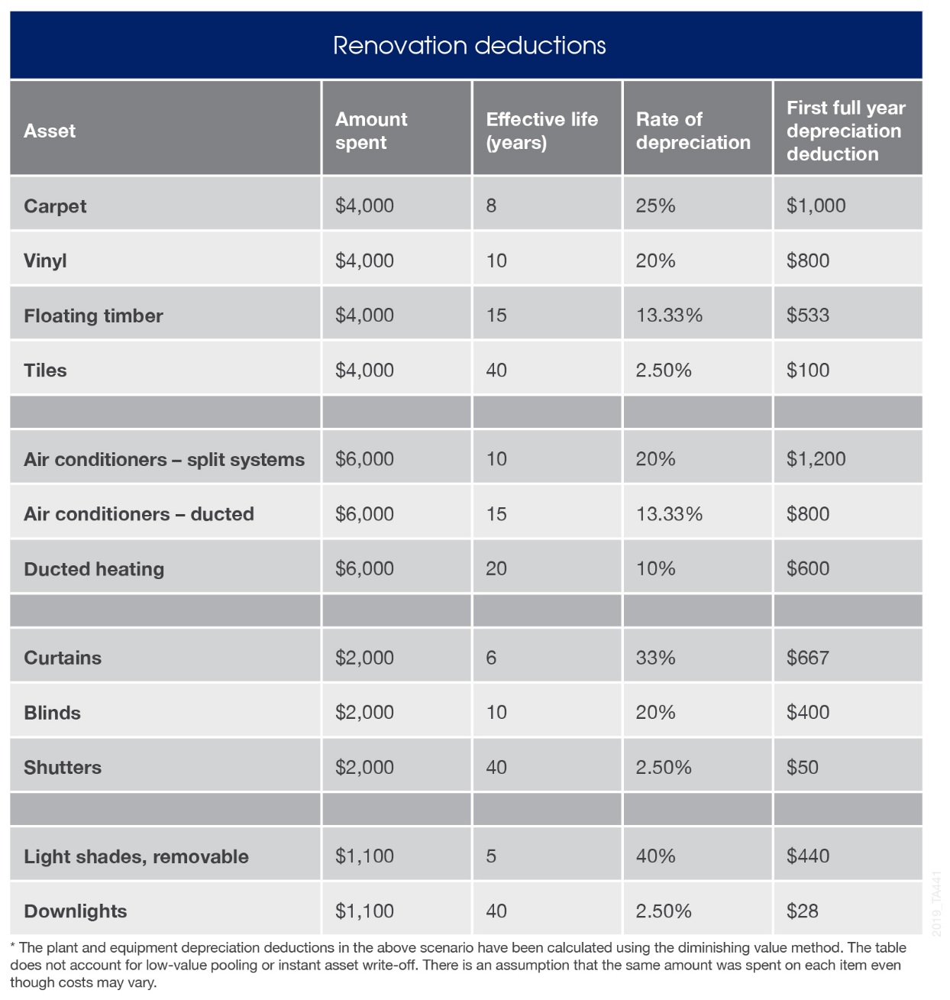 Renovation deductions
Asset
Amount spent
Effective life (years)
Rate of depreciation
First full year depreciation deduction
Carpet $4,000 8 25% $1,000
Vinyl $4,000 10 20% $800
Floating timber $4,000 15 13.33% $533
Tiles $4,000 40 2.50% $100
Air conditioners – split systems $6,000 10 20% $1,200
Air conditioners – ducted $6,000 15 13.33% $800
Ducted heating $6,000 20 10% $600
Curtains $2,000 6 33% $667
Blinds $2,000 10 20% $400
Shutters $2,000 40 2.50% $50
Light shades, removable $1,100 5 40% $440
Downlights $1,100 40 2.50% $28
* The plant and equipment depreciation deductions in the above scenario have been calculated using the diminishing value method. The table
does not account for low-value pooling or instant asset write-off. There is an assumption that the same amount was spent on each item even
though costs may vary.
2019_TA441